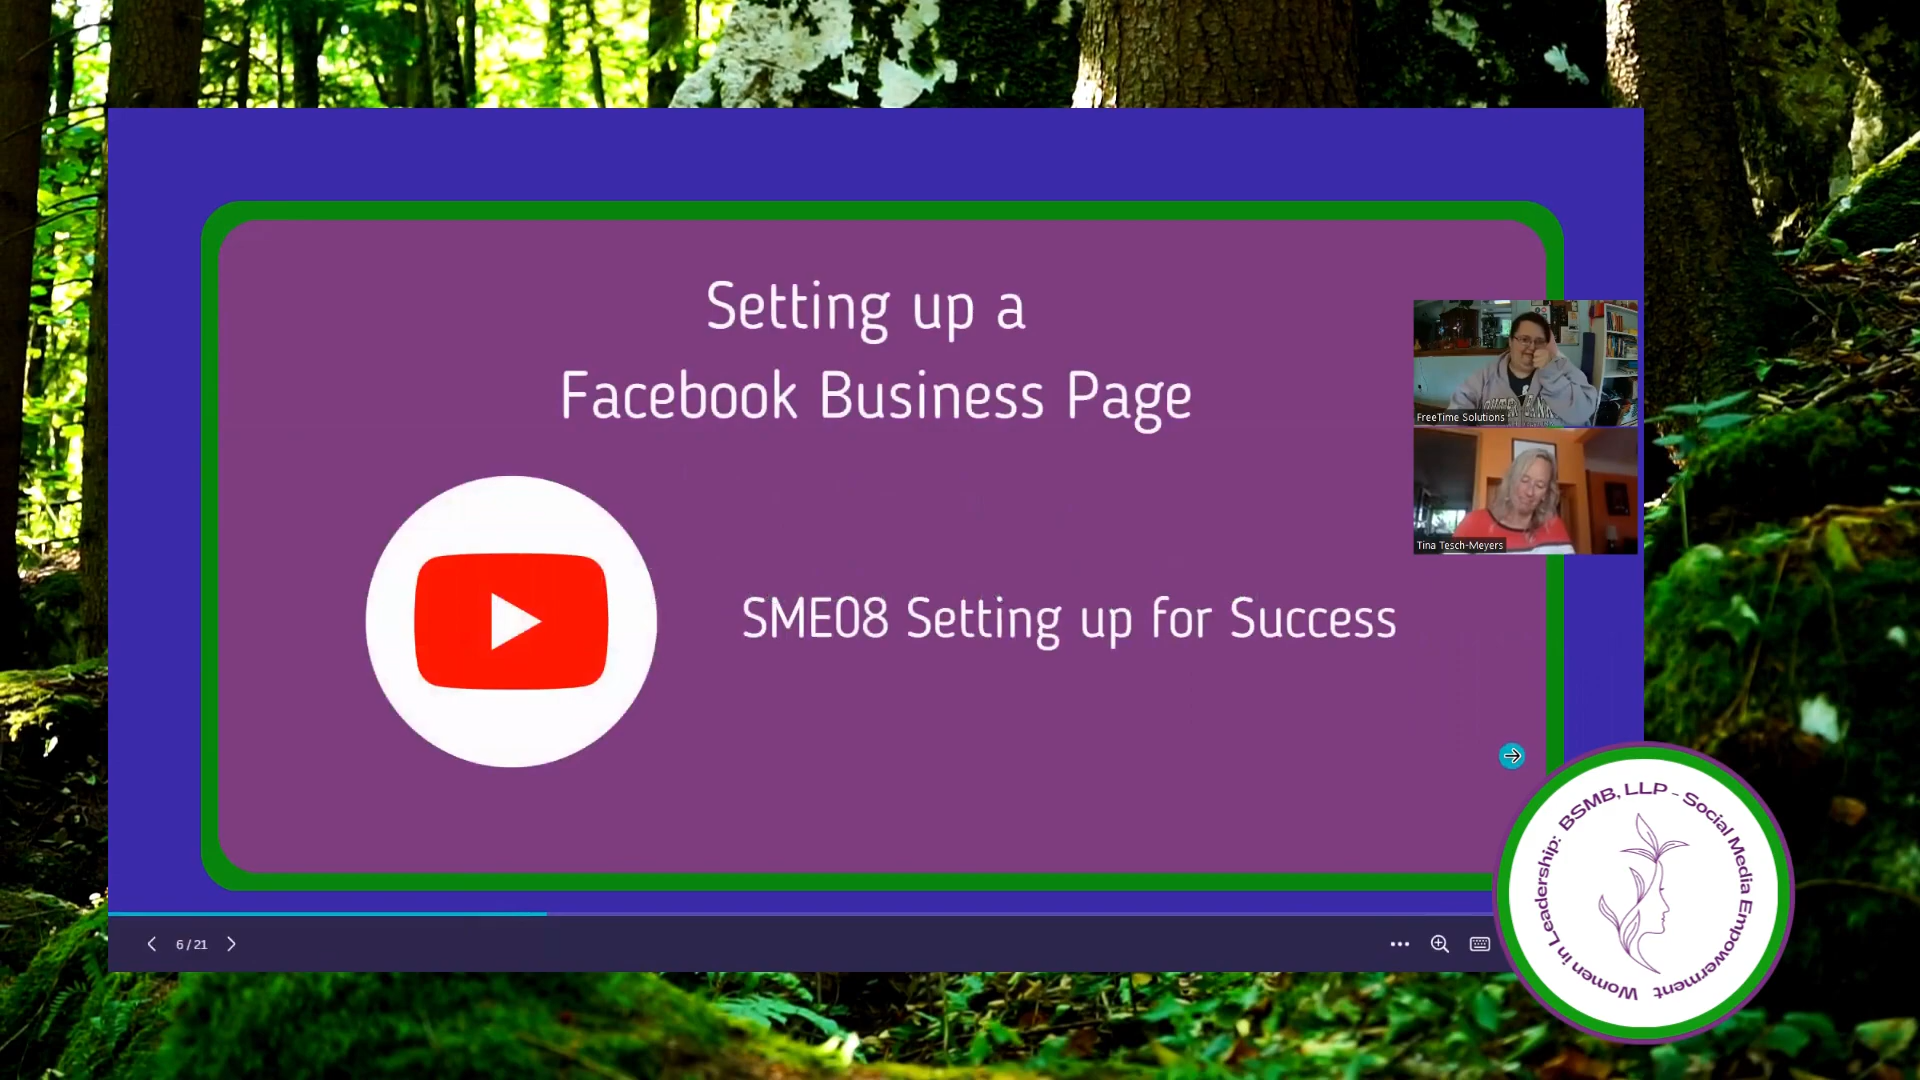 Setting up a
Facebook Business Page
SME08 Setting up for Success
FreeTime Solutions
Tina Tesch-Meyers
6 / 21
Women in Leadership: BSMB, LLP - Social Media Empowerment